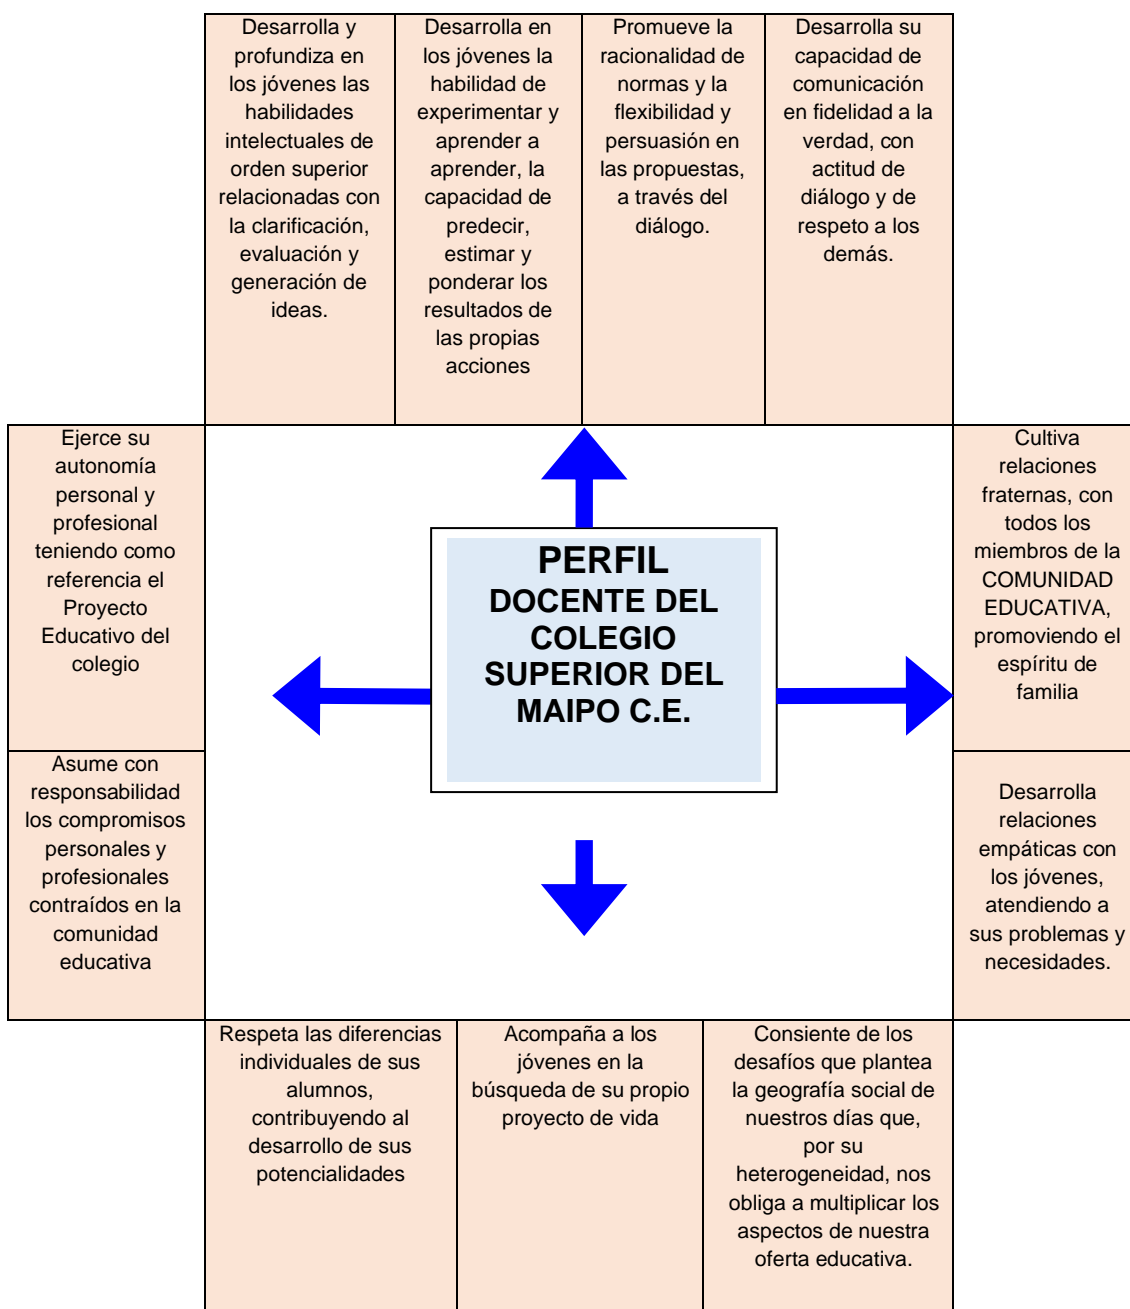 Desarrolla y
profundiza en
los jóvenes las
habilidades
intelectuales de
orden superior
relacionadas con
la clarificación,
evaluación y
generación de
ideas.
Desarrolla en
los jóvenes la
habilidad de
experimentar y
aprender a
aprender, la
capacidad de
predecir,
estimar y
ponderar los
resultados de
las propias
acciones
Promueve la
racionalidad de
normas y la
flexibilidad y
persuasión en
las propuestas,
a través del
diálogo.
Desarrolla su
capacidad de
comunicación
en fidelidad a la
verdad, con
actitud de
diálogo y de
respeto a los
demás.
Ejerce su
autonomía
personal y
profesional
teniendo como
referencia el
Proyecto
Educativo del
colegio
Asume con
responsabilidad
los compromisos
personales y
profesionales
contraídos en la
comunidad
educativa
PERFIL
DOCENTE DEL
COLEGIO
SUPERIOR DEL
MAIPO C.E.
Cultiva
relaciones
fraternas, con
todos los
miembros de la
COMUNIDAD
EDUCATIVA,
promoviendo el
espíritu de
familia
Desarrolla
relaciones
empáticas con
los jóvenes,
atendiendo a
sus problemas y
necesidades.
Respeta las diferencias
individuales de sus
alumnos,
contribuyendo al
desarrollo de sus
potencialidades
Acompaña a los
jóvenes en la
búsqueda de su propio
proyecto de vida
Consiente de los
desafíos que plantea
la geografía social de
nuestros días que,
por su
heterogeneidad, nos
obliga a multiplicar los
aspectos de nuestra
oferta educativa.